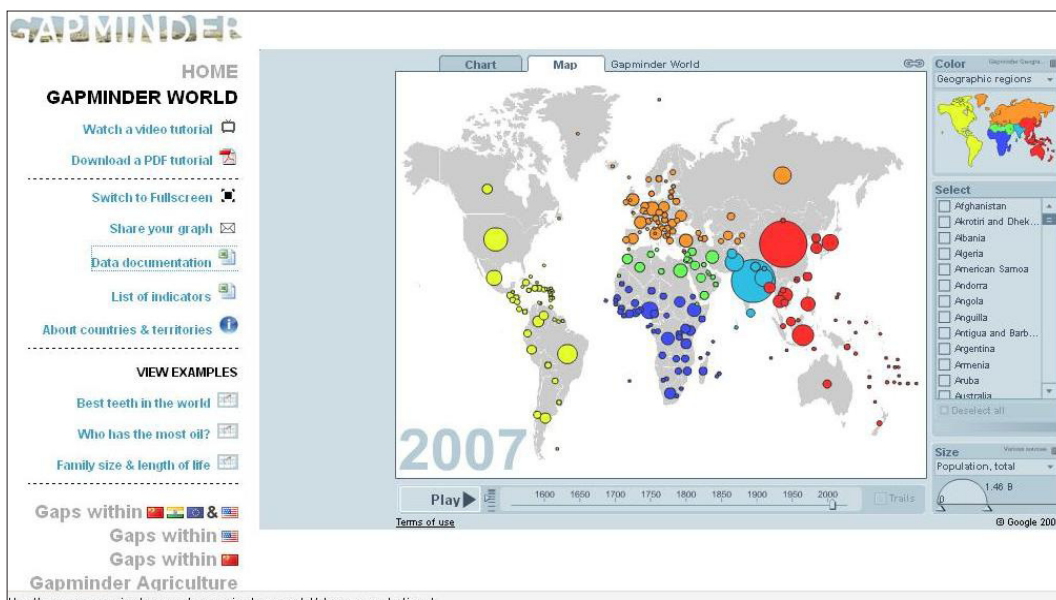 GAPMINDER
HOME
GAPMINDER WORLD
Watch a video tutorial
Download a PDF tutorial
Switch to Fullscreen
Share your graph
Data documentation
List of indicators
About countries & territories
VIEW EXAMPLES
Best teeth in the world
Who has the most oil?
Family size & length of life
Gaps within &
Gaps within
Gaps within
Gapminder Agriculture
Chart Map Gapminder World
2007
Play
1600 1650 1700 1750 1800 1850 1900 1950 2000
Trails
Terms of use
Color
Geographic regions
Select
Afghanistan
Akrotiri and Dhek...
Albania
Algeria
American Samoa
Andorra
Angola
Anguilla
Antigua and Barb...
Argentina
Armenia
Aruba
Australia
Deselect all
Size Various sources
Population, total
1.46 B
0
© Google 200